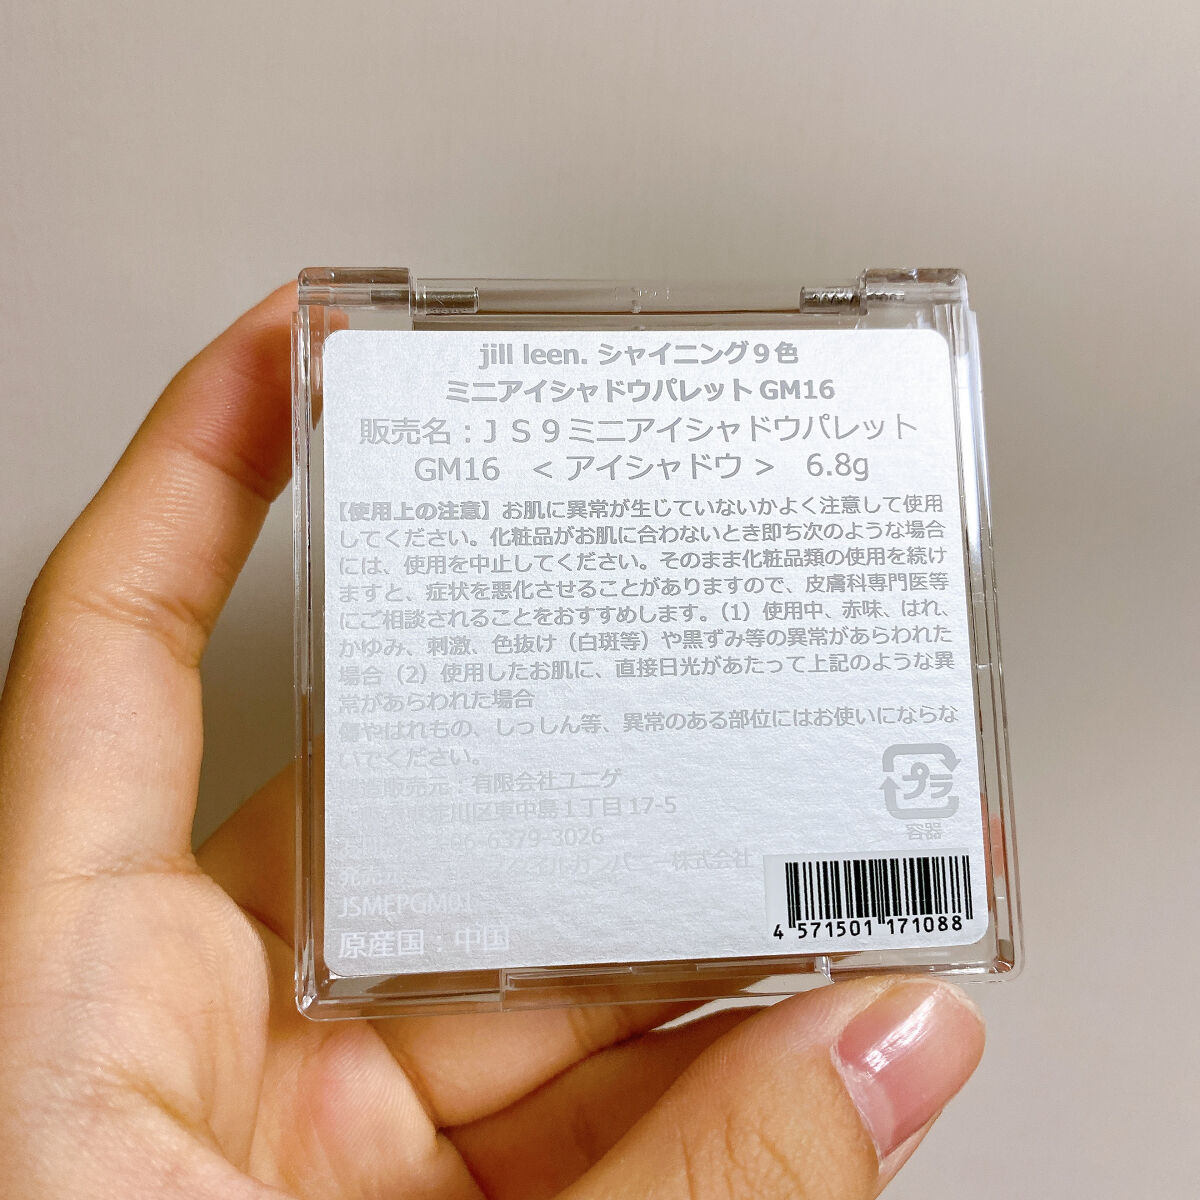 jill leen. シャイニング９色
ミニアイシャドウパレット GM16
販売名：ＪＳ９ミニアイシャドウパレット
GM16　＜アイシャドウ＞　6.8g
【使用上の注意】お肌に異常が生じていないかよく注意して使用
してください。化粧品がお肌に合わないとき即ち次のような場合
には、使用を中止してください。そのまま化粧品類の使用を続け
ますと、症状を悪化させることがありますので、皮膚科専門医等
にご相談されることをおすすめします。（1）使用中、赤味、はれ、
かゆみ、刺激、色抜け（白斑等）や黒ずみ等の異常があらわれた
場合（2）使用したお肌に、直接日光があたって上記のような異
常があらわれた場合
傷やはれもの、しっしん等、異常のある部位にはお使いにならな
いでください。
製造販売元：有限会社ユニゲ
淀川区東中島１丁目17-5
6379-3026
株式会社
JSMEPGM01
原産国：中国
プラ
容器
4 571501 171088